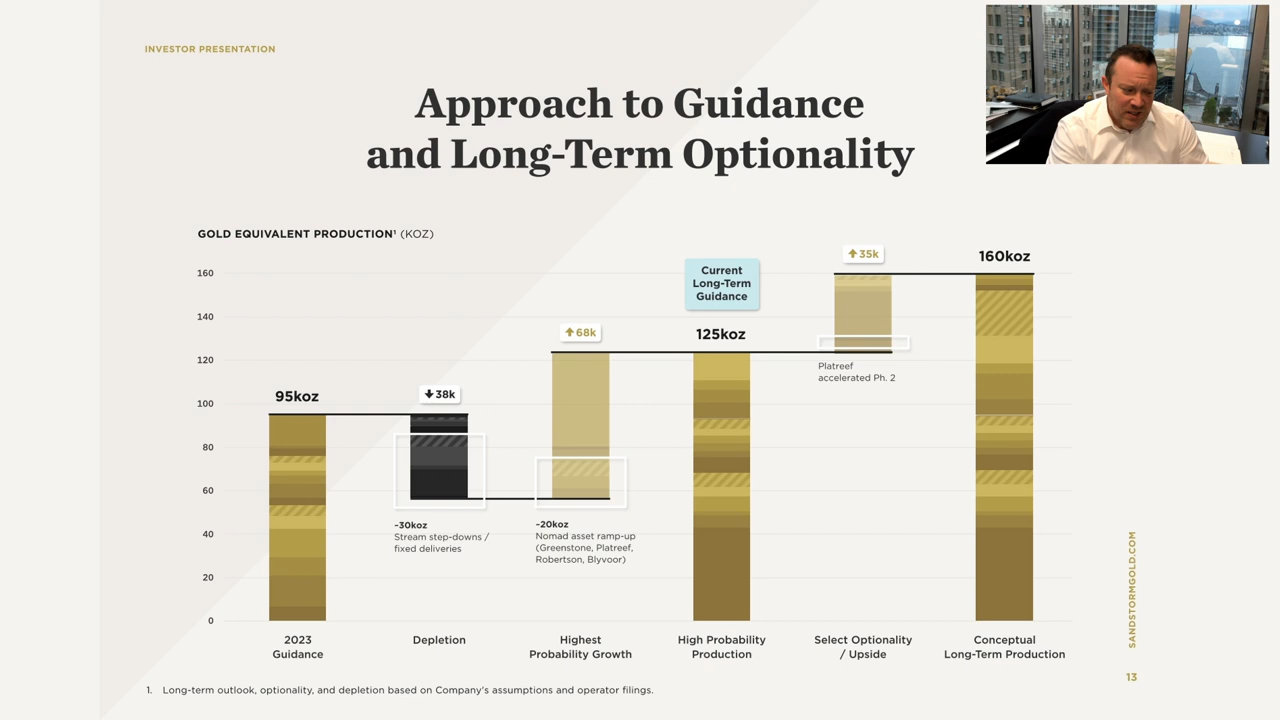 INVESTOR PRESENTATION
Approach to Guidance
and Long-Term Optionality
GOLD EQUIVALENT PRODUCTION¹ (KOZ)
160
140
120
100
80
60
40
20
0
95koz
38k
~30koz
Stream step-downs /
fixed deliveries
68k
~20koz
Nomad asset ramp-up
(Greenstone, Platreef,
Robertson, Blyvoor)
Current
Long-Term
Guidance
125koz
35k
Platreef
accelerated Ph. 2
160koz
2023
Guidance
Depletion
Highest
Probability Growth
High Probability
Production
Select Optionality
/ Upside
Conceptual
Long-Term Production
SANDSTORMGOLD.COM
13
1. Long-term outlook, optionality, and depletion based on Company's assumptions and operator filings.